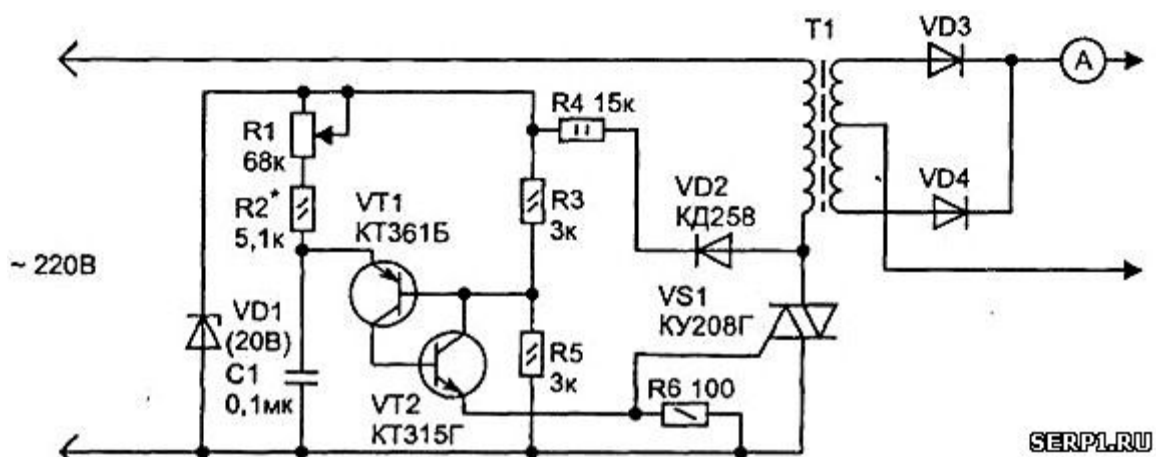 T1
VD3
A
R4 15к
R1
68к
VD2
КД258
VD4
R2*
5,1к
VT1
КТ361Б
R3
3к
~ 220В
VS1
КУ208Г
VD1
(20В)
C1
0,1мк
R5
3к
R6 100
VT2
КТ315Г
SERP1.RU